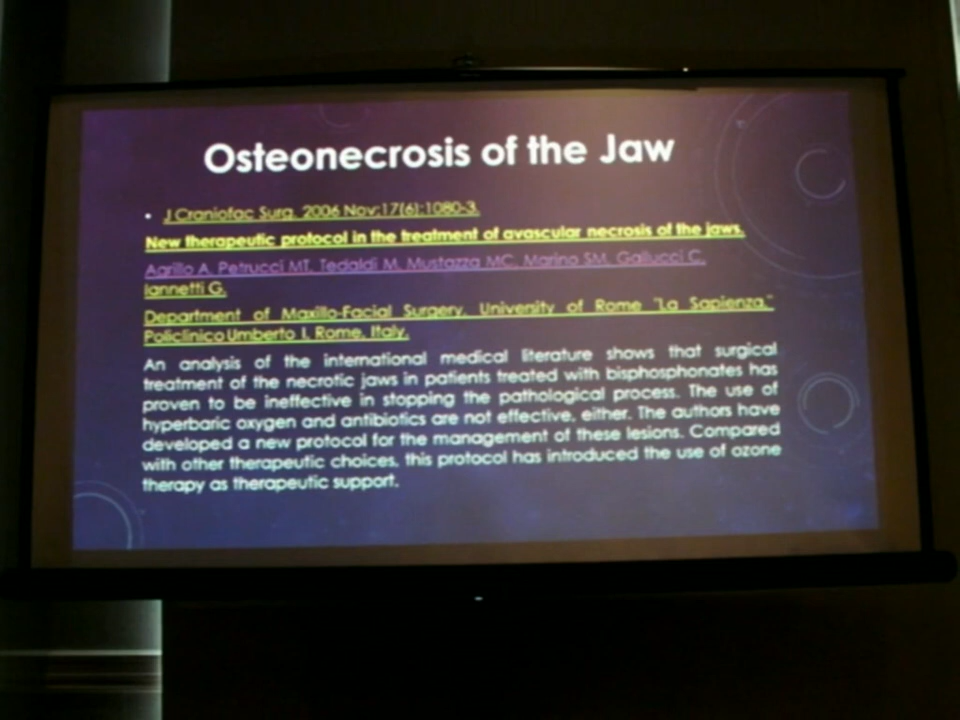 Osteonecrosis of the Jaw
• J Craniofac Surg. 2006 Nov;17(6):1080-3.
New therapeutic protocol in the treatment of avascular necrosis of the jaws.
Agrillo A, Petrucci MT, Tedaldi M, Mustazza MC, Marino SM, Gallucci C,
Iannetti G.
Department of Maxillo-Facial Surgery, University of Rome "La Sapienza,"
Policlinico Umberto I, Rome, Italy.
An analysis of the international medical literature shows that surgical
treatment of the necrotic jaws in patients treated with bisphosphonates has
proven to be ineffective in stopping the pathological process. The use of
hyperbaric oxygen and antibiotics are not effective, either. The authors have
developed a new protocol for the management of these lesions. Compared
with other therapeutic choices, this protocol has introduced the use of ozone
therapy as therapeutic support.